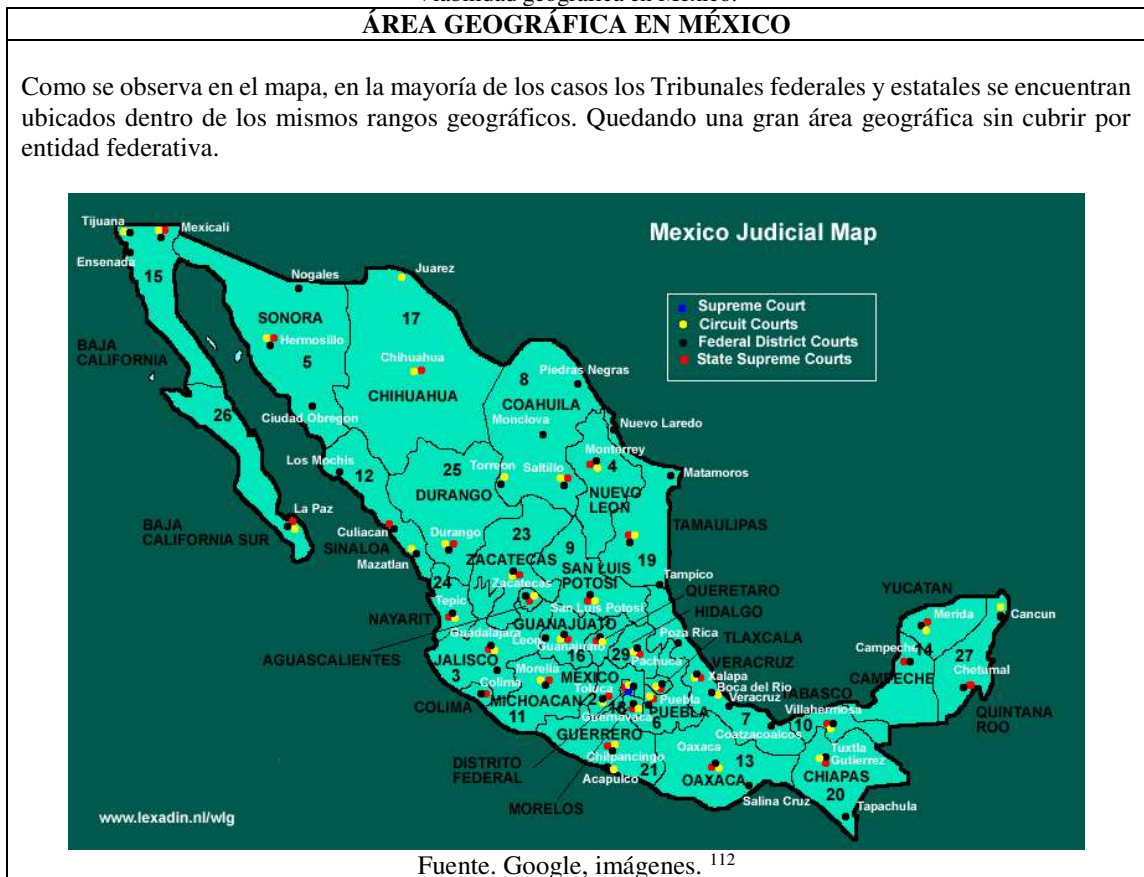 Viabilidad geográfica en México.
ÁREA GEOGRÁFICA EN MÉXICO
Como se observa en el mapa, en la mayoría de los casos los Tribunales federales y estatales se encuentran
ubicados dentro de los mismos rangos geográficos. Quedando una gran área geográfica sin cubrir por
entidad federativa.
Mexico Judicial Map
Supreme Court
Circuit Courts
Federal District Courts
State Supreme Courts
Tijuana
Mexicali
Ensenada
15
Nogales
Juarez
SONORA
17
Hermosillo
5
BAJA
CALIFORNIA
Chihuahua
CHIHUAHUA
8
Piedras Negras
COAHUILA
Monclova
26
Ciudad Obregon
Nuevo Laredo
Los Mochis
12
25
DURANGO
Torreon
Saltillo
Monterrey
4
NUEVO
LEON
Matamoros
La Paz
BAJA
CALIFORNIA SUR
Culiacan
SINALOA
Mazatlan
Durango
23
ZACATECAS
Zacatecas
9
SAN LUIS
POTOSI
San Luis Potosi
TAMAULIPAS
19
Tampico
24
Tepic
NAYARIT
QUERETARO
HIDALGO
TLAXCALA
YUCATAN
Merida
Cancun
Guadalajara
Leon
GUANAJUATO
Guanajuato
16
29
Pachuca
Poza Rica
AGUASCALIENTES
JALISCO
3
Colima
COLIMA
Morelia
MICHOACAN
11
MEXICO
Toluca
2
18
Guernavaca
Puebla
PUEBLA
6
VERACRUZ
Xalapa
Boca del Rio
Veracruz
7
Coatzacoalcos
TABASCO
Villahermosa
10
Campeche
14
CAMPECHE
27
Chetumal
QUINTANA
ROO
GUERRERO
Chilpancingo
21
Acapulco
DISTRITO
FEDERAL
MORELOS
Oaxaca
13
OAXACA
Salina Cruz
Tuxtla
Gutierrez
CHIAPAS
20
Tapachula
www.lexadin.nl/wlg
Fuente. Google, imágenes. 112